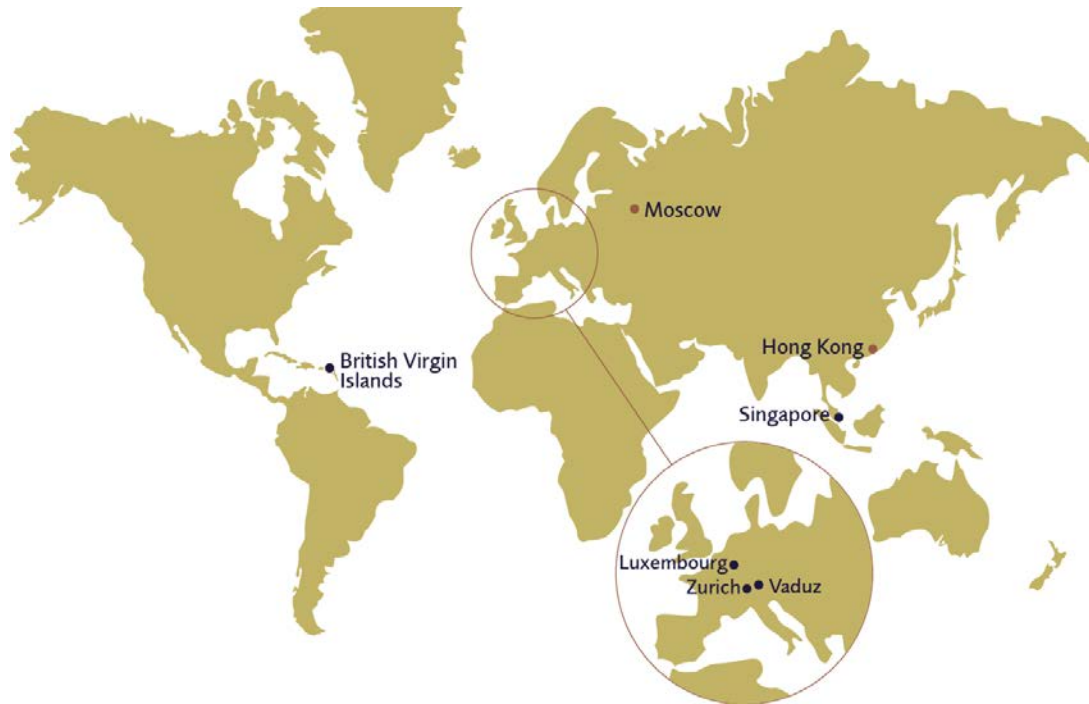 Moscow
Hong Kong
British Virgin
Islands
Singapore
Luxembourg
Zurich
Vaduz